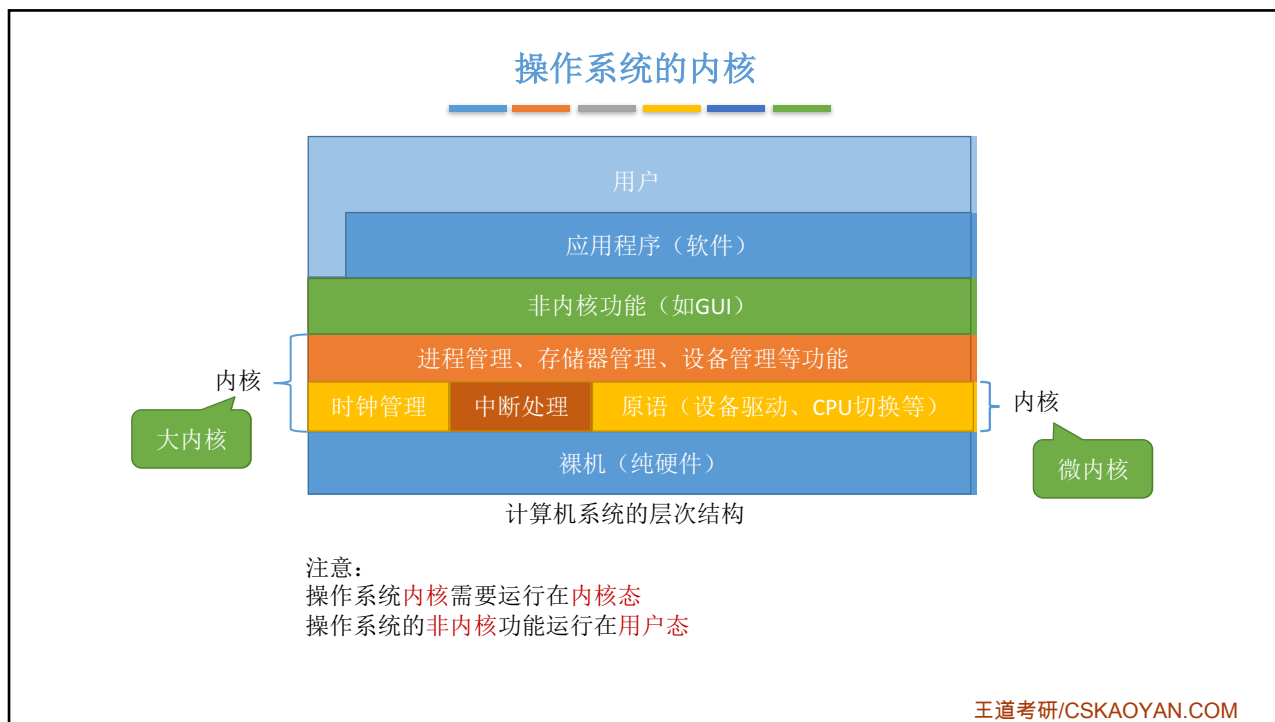 操作系统的内核
用户
应用程序（软件）
非内核功能（如GUI）
进程管理、存储器管理、设备管理等功能
内核
大内核
时钟管理
中断处理
原语（设备驱动、CPU切换等）
内核
微内核
裸机（纯硬件）
计算机系统的层次结构
注意：
操作系统内核需要运行在内核态
操作系统的非内核功能运行在用户态
王道考研/CSKAOYAN.COM